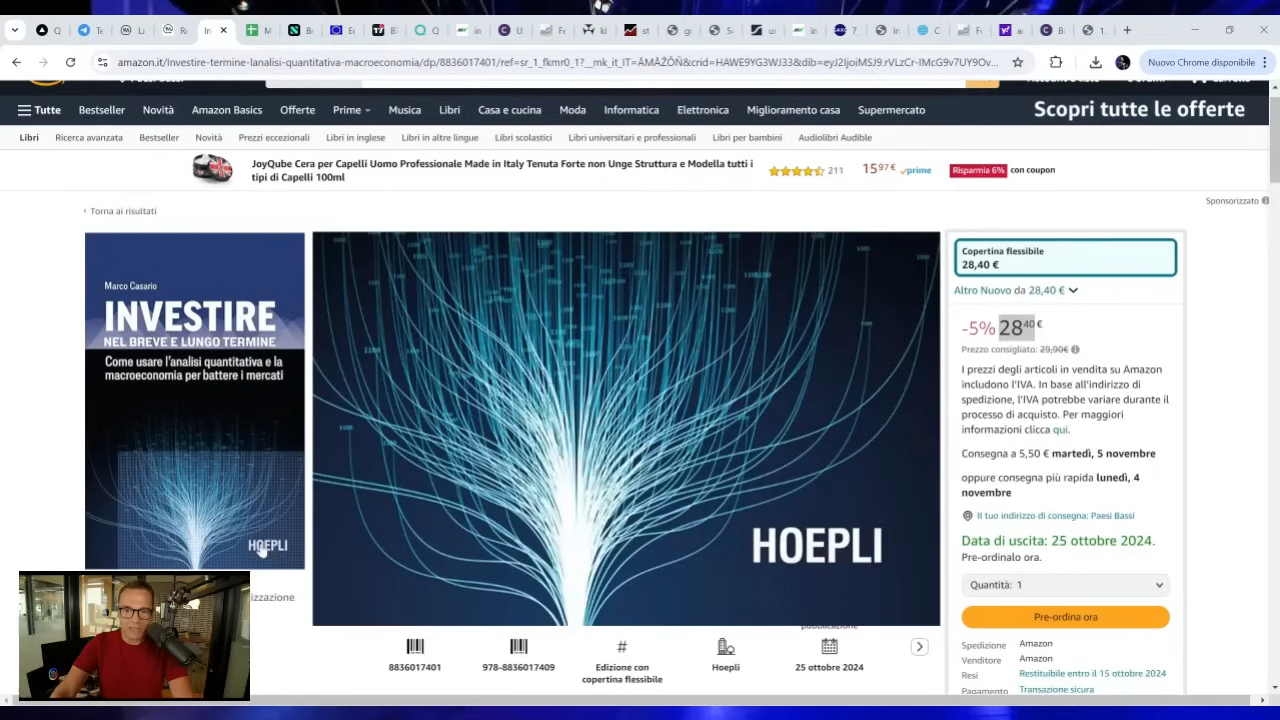 amazon.it/Investire-termine-lanalisi-quantitativa-macroeconomia/dp/8836017401/ref=sr_1_fkmr0_1?__mk_it_IT=ÅMÅŽÕÑ&crid=HAWE9YG3WJ33&dib=eyJ2IjoiMSJ9.rVLzCr-IMcG9v7UY9Ov...
Nuovo Chrome disponibile
Tutte
Bestseller
Novità
Amazon Basics
Offerte
Prime
Musica
Libri
Casa e cucina
Moda
Informatica
Elettronica
Miglioramento casa
Supermercato
Scopri tutte le offerte
Libri
Ricerca avanzata
Bestseller
Novità
Prezzi eccezionali
Libri in inglese
Libri in altre lingue
Libri scolastici
Libri universitari e professionali
Libri per bambini
Audiolibri Audible
JoyQube Cera per Capelli Uomo Professionale Made in Italy Tenuta Forte non Unge Struttura e Modella tutti i
tipi di Capelli 100ml
211
1597€
prime
Risparmia 6% con coupon
Sponsorizzato
‹ Torna ai risultati
Marco Casario
INVESTIRE
NEL BREVE E LUNGO TERMINE
Come usare l'analisi quantitativa e la
macroeconomia per battere i mercati
HOEPLI
HOEPLI
Copertina flessibile
28,40 €
Altro Nuovo da 28,40 €
-5% 2840€
Prezzo consigliato: 29,90€
I prezzi degli articoli in vendita su Amazon
includono l'IVA. In base all'indirizzo di
spedizione, l'IVA potrebbe variare durante il
processo di acquisto. Per maggiori
informazioni clicca qui.
Consegna a 5,50 € martedì, 5 novembre
oppure consegna più rapida lunedì, 4
novembre
Il tuo indirizzo di consegna: Paesi Bassi
Data di uscita: 25 ottobre 2024.
Pre-ordinalo ora.
Quantità: 1
Pre-ordina ora
Spedizione Amazon
Venditore Amazon
Resi Restituibile entro il 15 ottobre 2024
Pagamento Transazione sicura
izzazione
pubblicazione
8836017401
978-8836017409
#
Edizione con
copertina flessibile
Hoepli
25 ottobre 2024